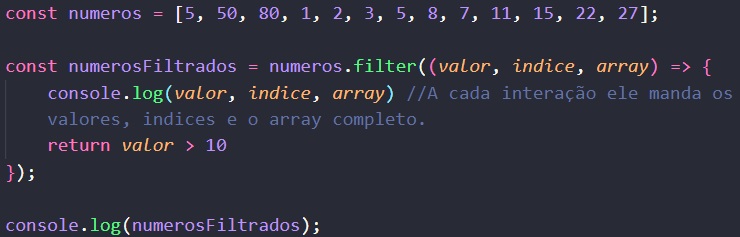 const numeros = [5, 50, 80, 1, 2, 3, 5, 8, 7, 11, 15, 22, 27];
const numerosFiltrados = numeros.filter((valor, indice, array) => {
console.log(valor, indice, array) //A cada interação ele manda os
valores, indices e o array completo.
return valor > 10
});
console.log(numerosFiltrados);